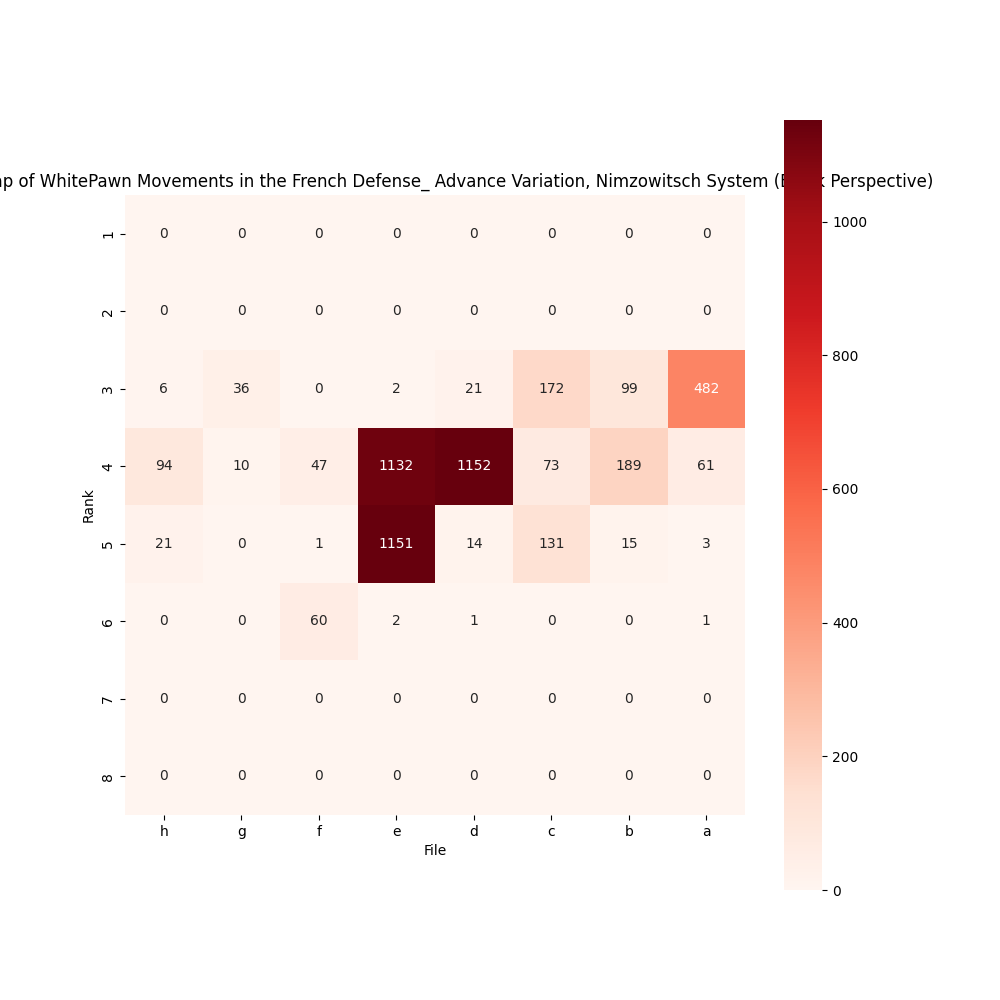 ap of WhitePawn Movements in the French Defense_ Advance Variation, Nimzowitsch System (B k Perspective)
1 0 0 0 0 0 0 0 0
2 0 0 0 0 0 0 0 0
3 6 36 0 2 21 172 99 482
4 94 10 47 1132 1152 73 189 61
5 21 0 1 1151 14 131 15 3
6 0 0 60 2 1 0 0 1
7 0 0 0 0 0 0 0 0
8 0 0 0 0 0 0 0 0
Rank
h g f e d c b a
File
1000
800
600
400
200
0